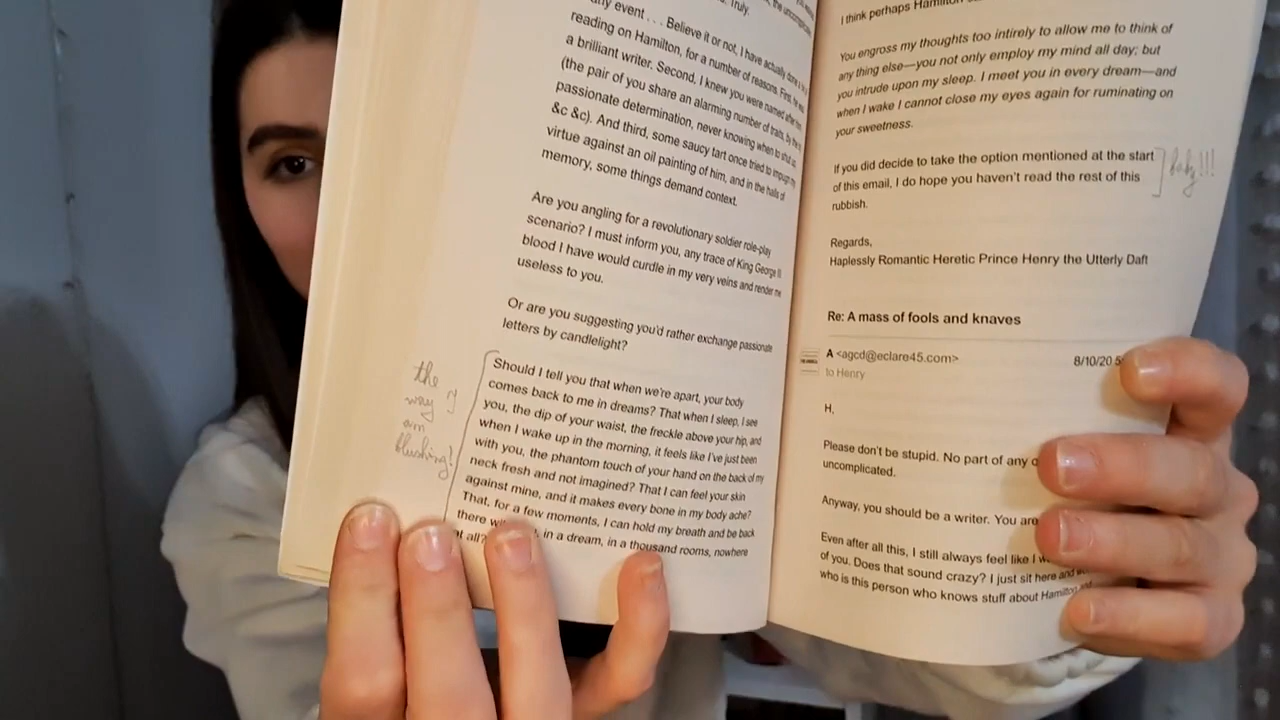 Truly.
any event . . . Believe it or not, I have actually done
reading on Hamilton, for a number of reasons. First, he was
a brilliant writer. Second, I knew you were named after him
(the pair of you share an alarming number of traits, by the
passionate determination, never knowing when to shut up,
&c &c). And third, some saucy tart once tried to impugn my
virtue against an oil painting of him, and in the halls of
memory, some things demand context.
Are you angling for a revolutionary soldier role-play
scenario? I must inform you, any trace of King George III
blood I have would curdle in my very veins and render me
useless to you.
Or are you suggesting you'd rather exchange passionate
letters by candlelight?
Should I tell you that when we're apart, your body
comes back to me in dreams? That when I sleep, I see
you, the dip of your waist, the freckle above your hip, and
when I wake up in the morning, it feels like I've just been
with you, the phantom touch of your hand on the back of my
neck fresh and not imagined? That I can feel your skin
against mine, and it makes every bone in my body ache?
That, for a few moments, I can hold my breath and be back
there in a dream, in a thousand rooms, nowhere
at all?
the
way I
am
blushing!
I think perhaps Hamilton
You engross my thoughts too intirely to allow me to think of
any thing else—you not only employ my mind all day; but
you intrude upon my sleep. I meet you in every dream—and
when I wake I cannot close my eyes again for ruminating on
your sweetness.
If you did decide to take the option mentioned at the start
of this email, I do hope you haven't read the rest of this
rubbish.
baby!!!
Regards,
Haplessly Romantic Heretic Prince Henry the Utterly Daft
Re: A mass of fools and knaves
A <agcd@eclare45.com> 8/10/20 5
to Henry
H,
Please don't be stupid. No part of any o
uncomplicated.
Anyway, you should be a writer. You are
Even after all this, I still always feel like I w
of you. Does that sound crazy? I just sit here and
who is this person who knows stuff about Hamilton and